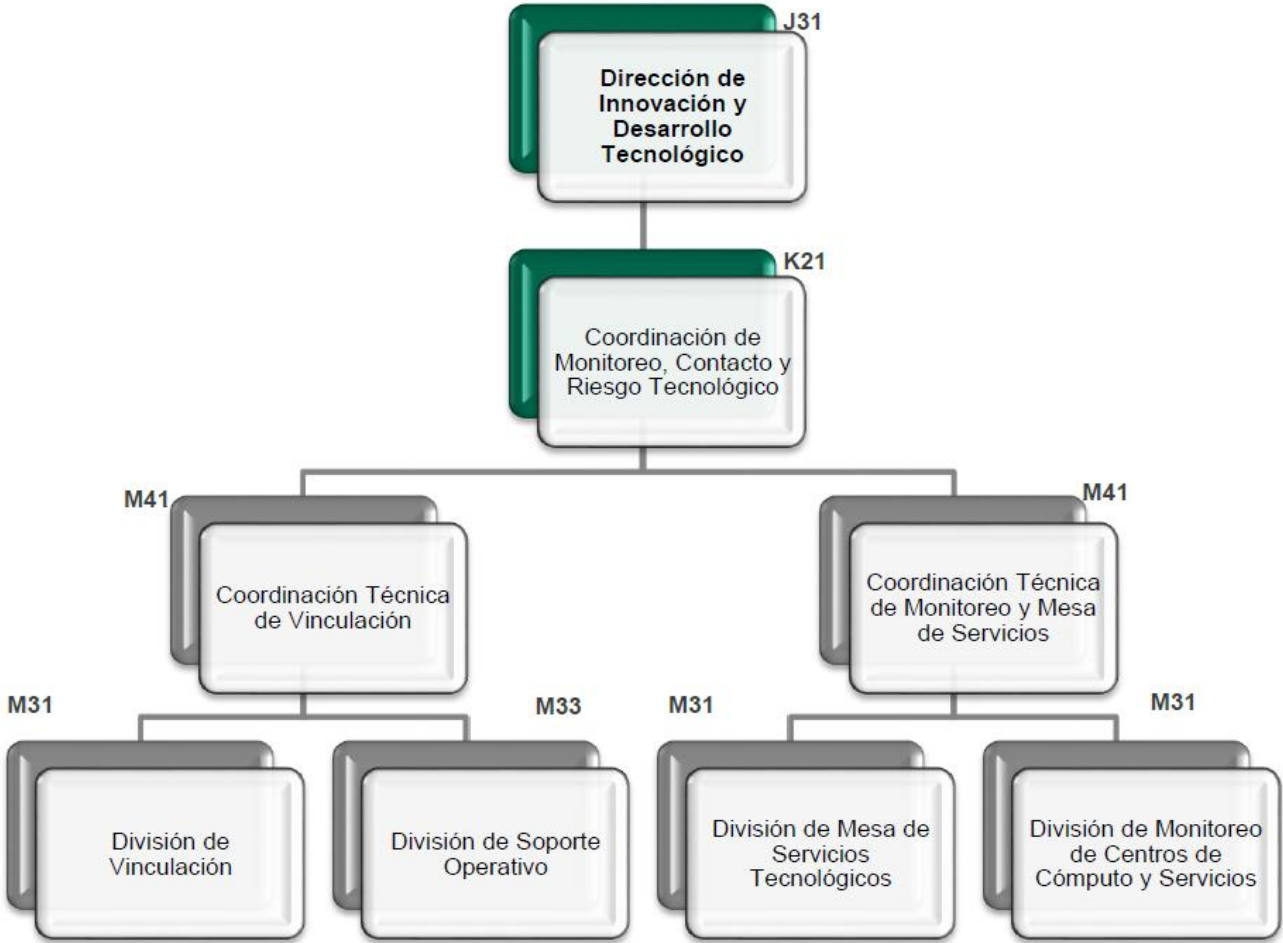 J31
Dirección de
Innovación y
Desarrollo
Tecnológico
K21
Coordinación de
Monitoreo, Contacto y
Riesgo Tecnológico
M41
Coordinación Técnica
de Vinculación
M41
Coordinación Técnica
de Monitoreo y Mesa
de Servicios
M31
División de
Vinculación
M33
División de Soporte
Operativo
M31
División de Mesa de
Servicios
Tecnológicos
M31
División de Monitoreo
de Centros de
Cómputo y Servicios